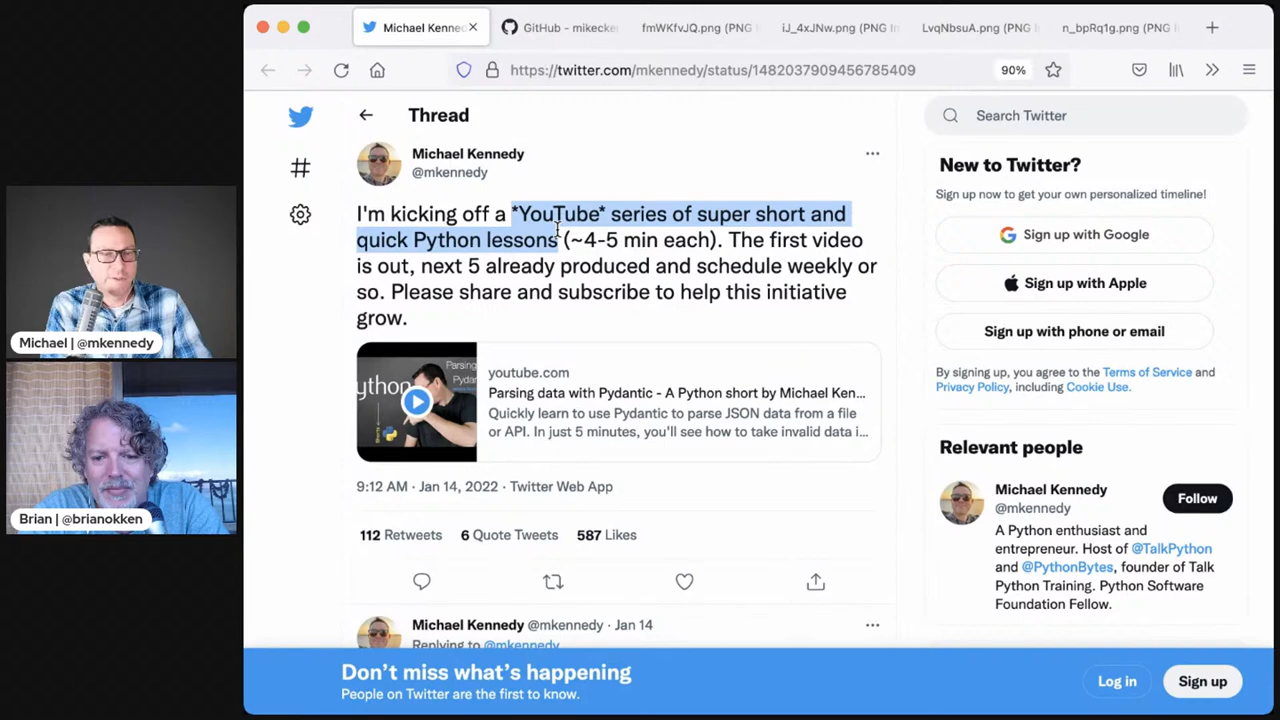 Michael Kenned
GitHub - mikecke
fmWKfvJQ.png (PNG I
iJ_4xJNw.png (PNG I
LvqNbsuA.png (PNG I
n_bpRq1g.png (PNG I
https://twitter.com/mkennedy/status/1482037909456785409
90%
Thread
Michael Kennedy
@mkennedy
I'm kicking off a *YouTube* series of super short and
quick Python lessons (~4-5 min each). The first video
is out, next 5 already produced and schedule weekly or
so. Please share and subscribe to help this initiative
grow.
ython
Parsing
Pyda
Shorts
youtube.com
Parsing data with Pydantic - A Python short by Michael Ken...
Quickly learn to use Pydantic to parse JSON data from a file
or API. In just 5 minutes, you'll see how to take invalid data i...
9:12 AM · Jan 14, 2022 · Twitter Web App
112 Retweets 6 Quote Tweets 587 Likes
Michael Kennedy @mkennedy · Jan 14
Replying to @mkennedy
Search Twitter
New to Twitter?
Sign up now to get your own personalized timeline!
Sign up with Google
Sign up with Apple
Sign up with phone or email
By signing up, you agree to the Terms of Service and
Privacy Policy, including Cookie Use.
Relevant people
Michael Kennedy
@mkennedy
Follow
A Python enthusiast and
entrepreneur. Host of @TalkPython
and @PythonBytes, founder of Talk
Python Training. Python Software
Foundation Fellow.
Don't miss what's happening
People on Twitter are the first to know.
Log in
Sign up
Michael | @mkennedy
Brian | @brianokken